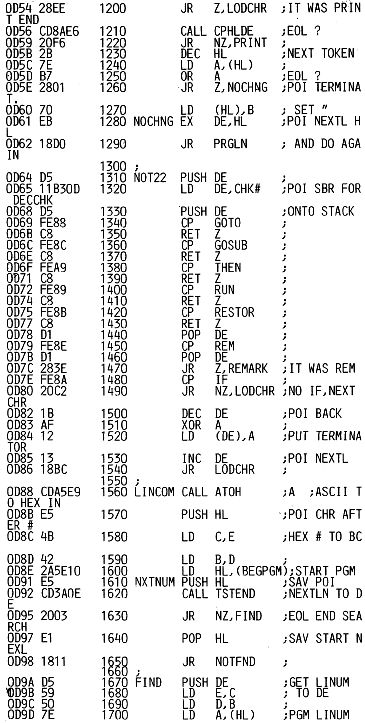 0D54 28EE 1200 JR Z,LODCHR ;IT WAS PRIN
T END
0D56 CD8AE6 1210 CALL CPHLDE ;EOL ?
0D59 20F6 1220 JR NZ,PRINT ;
0D5B 2B 1230 DEC HL ;NEXT TOKEN
0D5C 7E 1240 LD A,(HL) ;
0D5D B7 1250 OR A ;EOL ?
0D5E 2801 1260 JR Z,NOCHNG ;POI TERMINA
T.
0D60 70 1270 LD (HL),B ; SET "
0D61 EB 1280 NOCHNG EX DE,HL ;POI NEXTL H
L
0D62 18D0 1290 JR PRGLN ; AND DO AGA
IN
1300 ;
0D64 D5 1310 NOT22 PUSH DE ;
0D65 11B30D 1320 LD DE,CHK# ;POI SBR FOR
DECCHK
0D68 D5 1330 PUSH DE ;ONTO STACK
0D69 FE88 1340 CP GOTO ;
0D6B C8 1350 RET Z ;
0D6C FE8C 1360 CP GOSUB ;
0D6E C8 1370 RET Z ;
0D6F FEA9 1380 CP THEN ;
0D71 C8 1390 RET Z ;
0D72 FE89 1400 CP RUN ;
0D74 C8 1410 RET Z ;
0D75 FE8B 1420 CP RESTOR ;
0D77 C8 1430 RET Z ;
0D78 D1 1440 POP DE ;
0D79 FE8E 1450 CP REM ;
0D7B D1 1460 POP DE ;
0D7C 283E 1470 JR Z,REMARK ;IT WAS REM
0D7E FE8A 1480 CP IF ;
0D80 20C2 1490 JR NZ,LODCHR ;NO IF,NEXT
CHR
0D82 1B 1500 DEC DE ;POI BACK
0D83 AF 1510 XOR A ;
0D84 12 1520 LD (DE),A ;PUT TERMINA
TOR
0D85 13 1530 INC DE ;POI NEXTL
0D86 18BC 1540 JR LODCHR ;
1550 ;
0D88 CDA5E9 1560 LINCOM CALL ATOH ;A ;ASCII T
O HEX IN
0D8B E5 1570 PUSH HL ;POI CHR AFT
ER #
0D8C 4B 1580 LD C,E ;HEX # TO BC
0D8D 42 1590 LD B,D ;
0D8E 2A5E10 1600 LD HL,(BEGPGM);START PGM
0D91 E5 1610 NXTNUM PUSH HL ;SAV POI
0D92 CD3A0E 1620 CALL TSTEND ;NEXTLN TO D
E
0D95 2003 1630 JR NZ,FIND ;EOL END SEA
RCH
0D97 E1 1640 POP HL ;SAV START N
EXL
0D98 1811 1650 JR NOTFND ;
1660 ;
0D9A D5 1670 FIND PUSH DE ;GET LINUM
0D9B 59 1680 LD E,C ; TO DE
0D9C 50 1690 LD D,B ;
0D9D 7E 1700 LD A,(HL) ;PGM LINUM